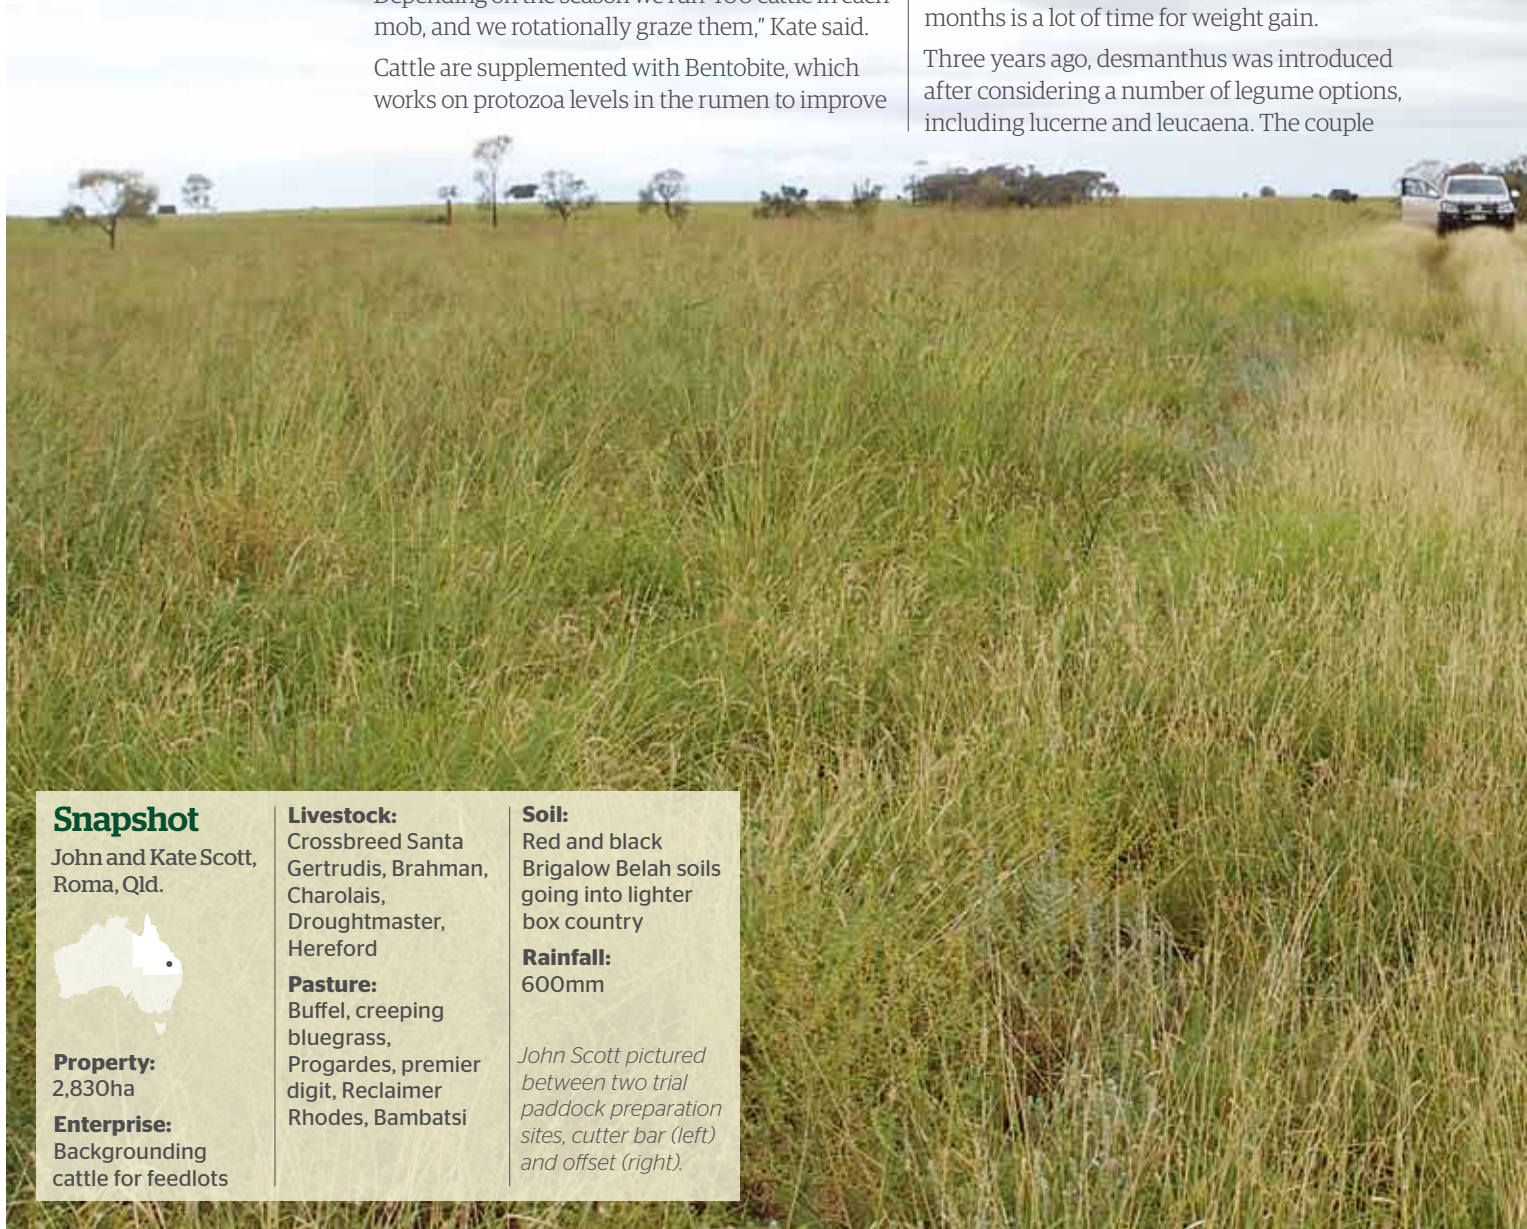 mob, and we rotationally graze them,” Kate said.
Cattle are supplemented with Bentobite, which
works on protozoa levels in the rumen to improve
months is a lot of time for weight gain.
Three years ago, desmanthus was introduced
after considering a number of legume options,
including lucerne and leucaena. The couple
Snapshot
John and Kate Scott,
Roma, Qld.
Property:
2,830ha
Enterprise:
Backgrounding
cattle for feedlots
Livestock:
Crossbreed Santa
Gertrudis, Brahman,
Charolais,
Droughtmaster,
Hereford
Pasture:
Buffel, creeping
bluegrass,
Progardes, premier
digit, Reclaimer
Rhodes, Bambatsi
Soil:
Red and black
Brigalow Belah soils
going into lighter
box country
Rainfall:
600mm
John Scott pictured
between two trial
paddock preparation
sites, cutter bar (left)
and offset (right).